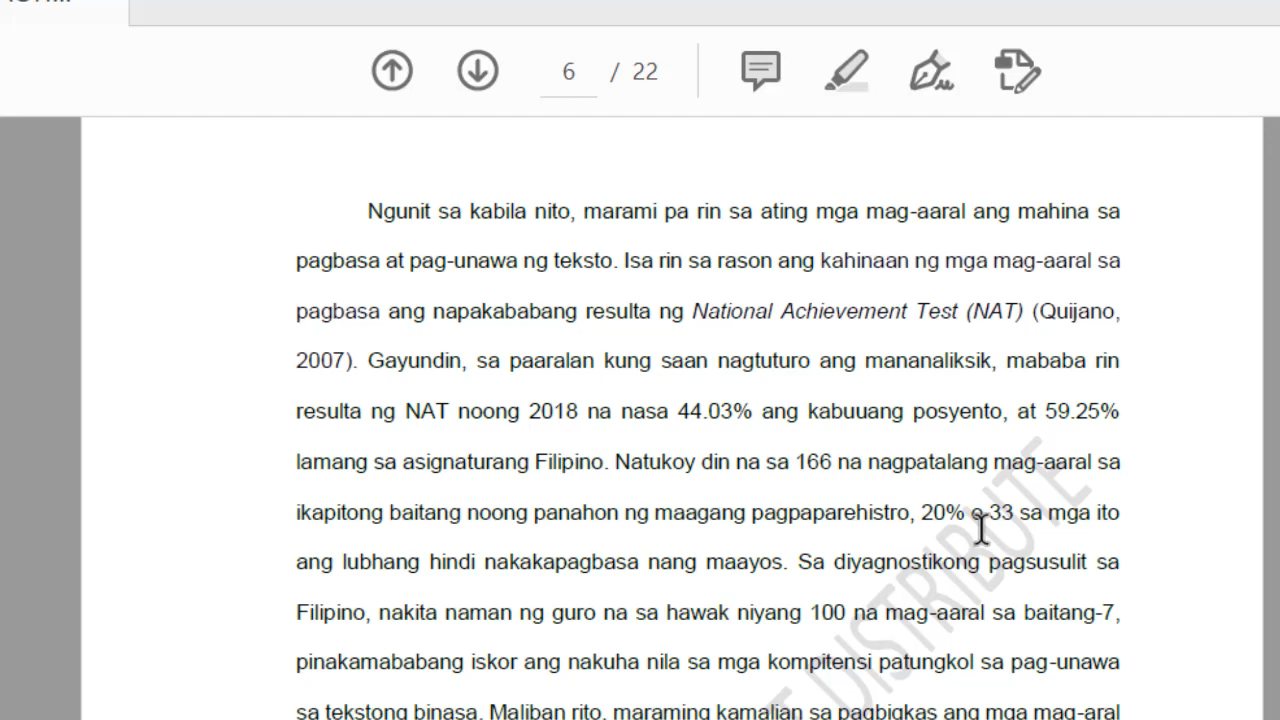 6 / 22
Ngunit sa kabila nito, marami pa rin sa ating mga mag-aaral ang mahina sa
pagbasa at pag-unawa ng teksto. Isa rin sa rason ang kahinaan ng mga mag-aaral sa
pagbasa ang napakababang resulta ng National Achievement Test (NAT) (Quijano,
2007). Gayundin, sa paaralan kung saan nagtuturo ang mananaliksik, mababa rin
resulta ng NAT noong 2018 na nasa 44.03% ang kabuuang posyento, at 59.25%
lamang sa asignaturang Filipino. Natukoy din na sa 166 na nagpatalang mag-aaral sa
ikapitong baitang noong panahon ng maagang pagpaparehistro, 20% o 33 sa mga ito
ang lubhang hindi nakakapagbasa nang maayos. Sa diyagnostikong pagsusulit sa
Filipino, nakita naman ng guro na sa hawak niyang 100 na mag-aaral sa baitang-7,
pinakamababang iskor ang nakuha nila sa mga kompitensi patungkol sa pag-unawa
sa tekstong binasa. Maliban rito, maraming kamalian sa pagbigkas ang mga mag-aral
DISTRIBUTE